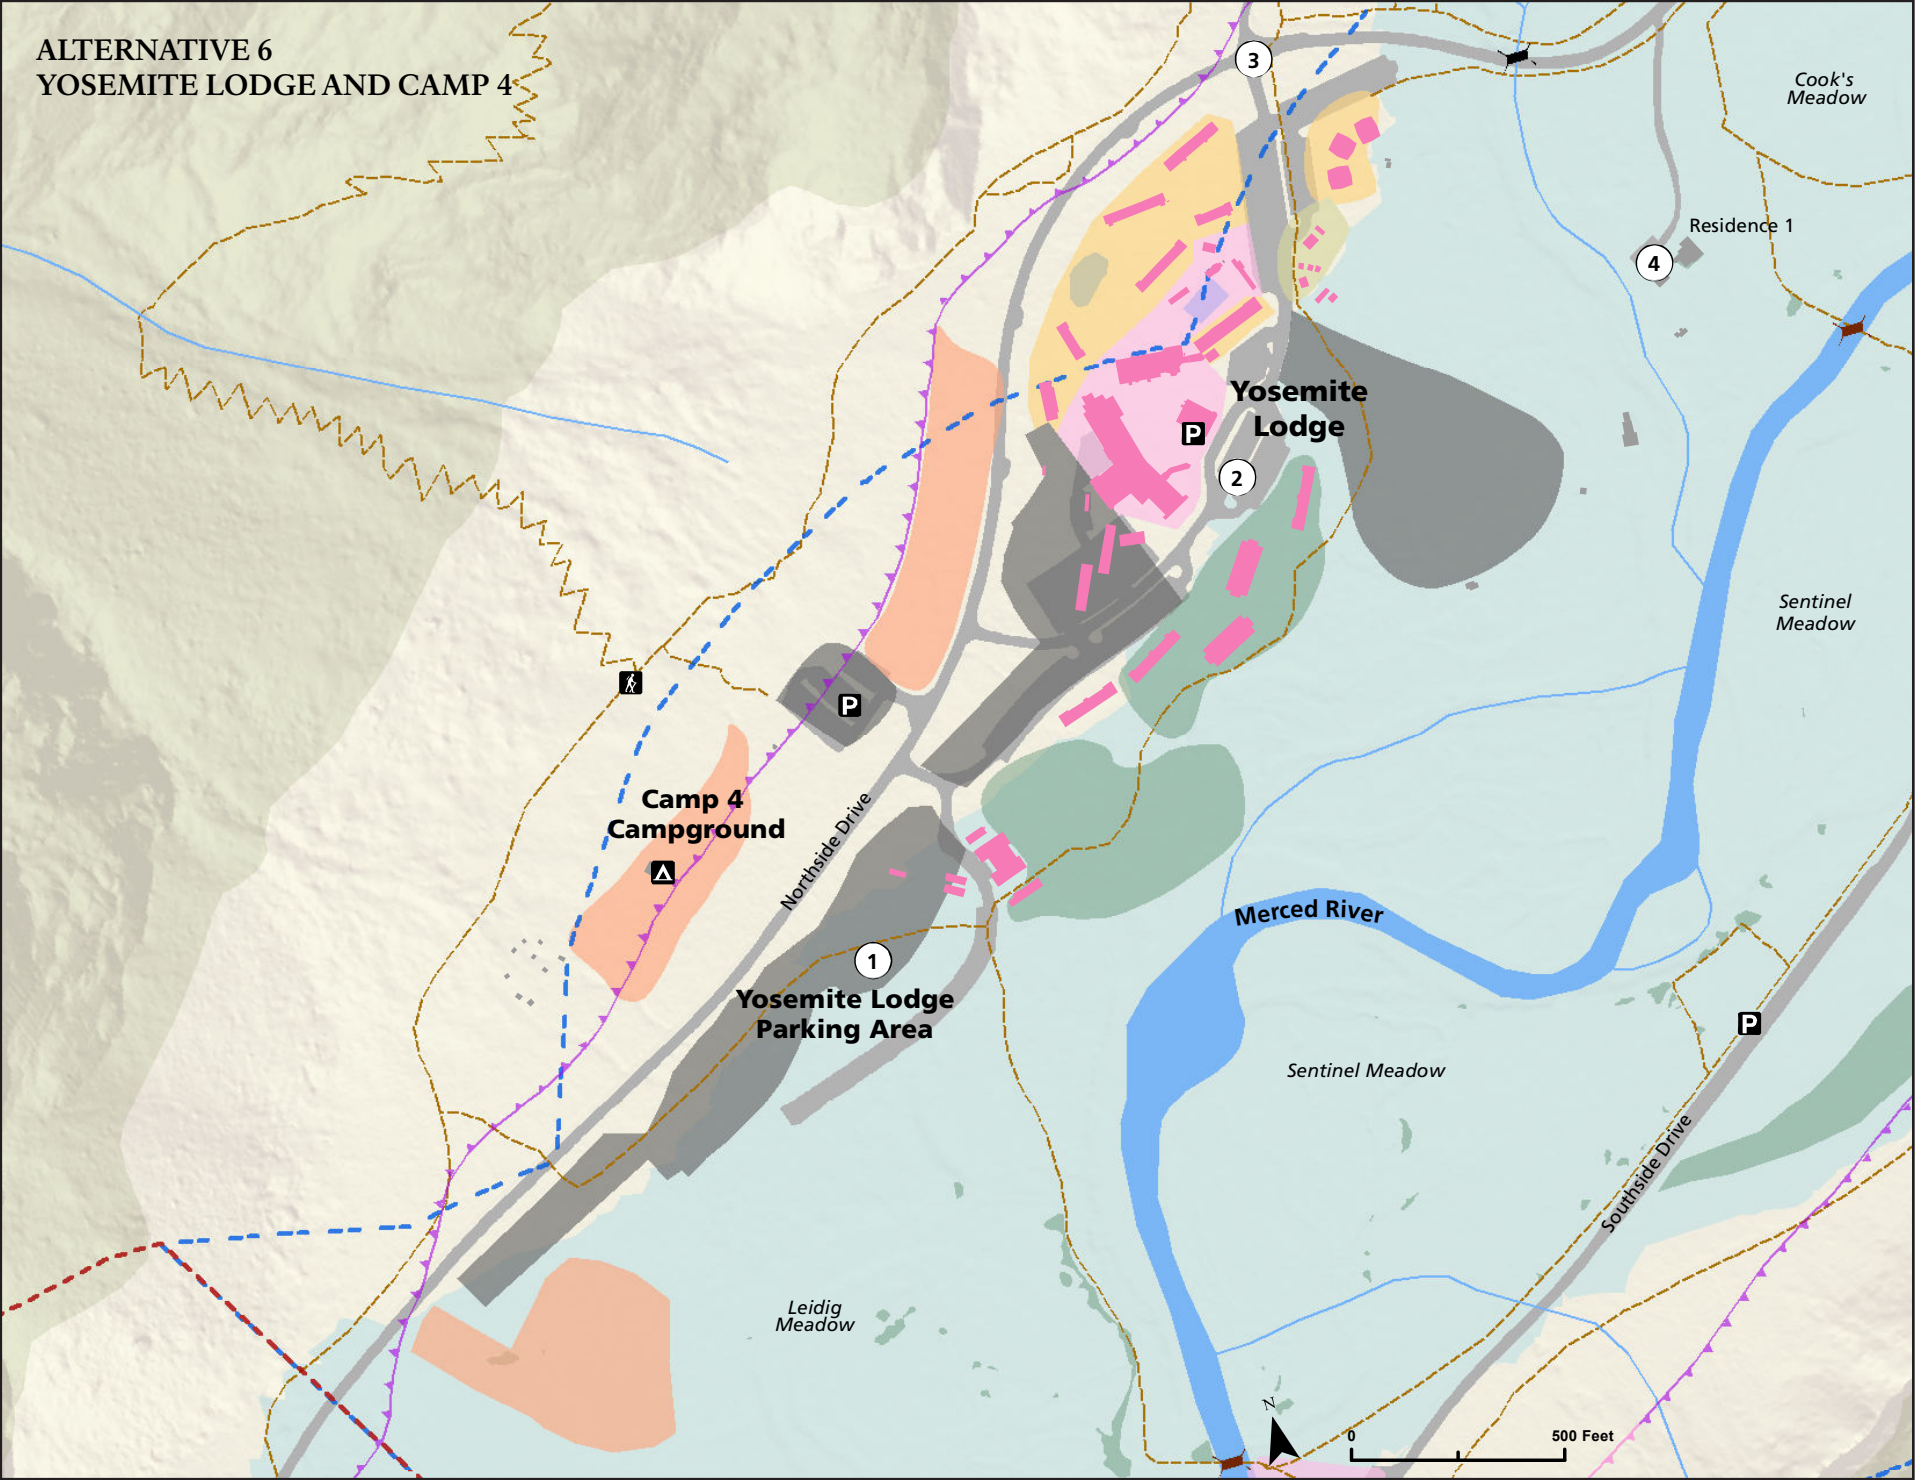 ALTERNATIVE 6
YOSEMITE LODGE AND CAMP 4
3
Cook's
Meadow
Residence 1
4
Yosemite
Lodge
P
2
Sentinel
Meadow
P
Camp 4
Campground
Northside Drive
Merced River
1
Yosemite Lodge
Parking Area
P
Sentinel Meadow
Southside Drive
Leidig
Meadow
N
0
500 Feet